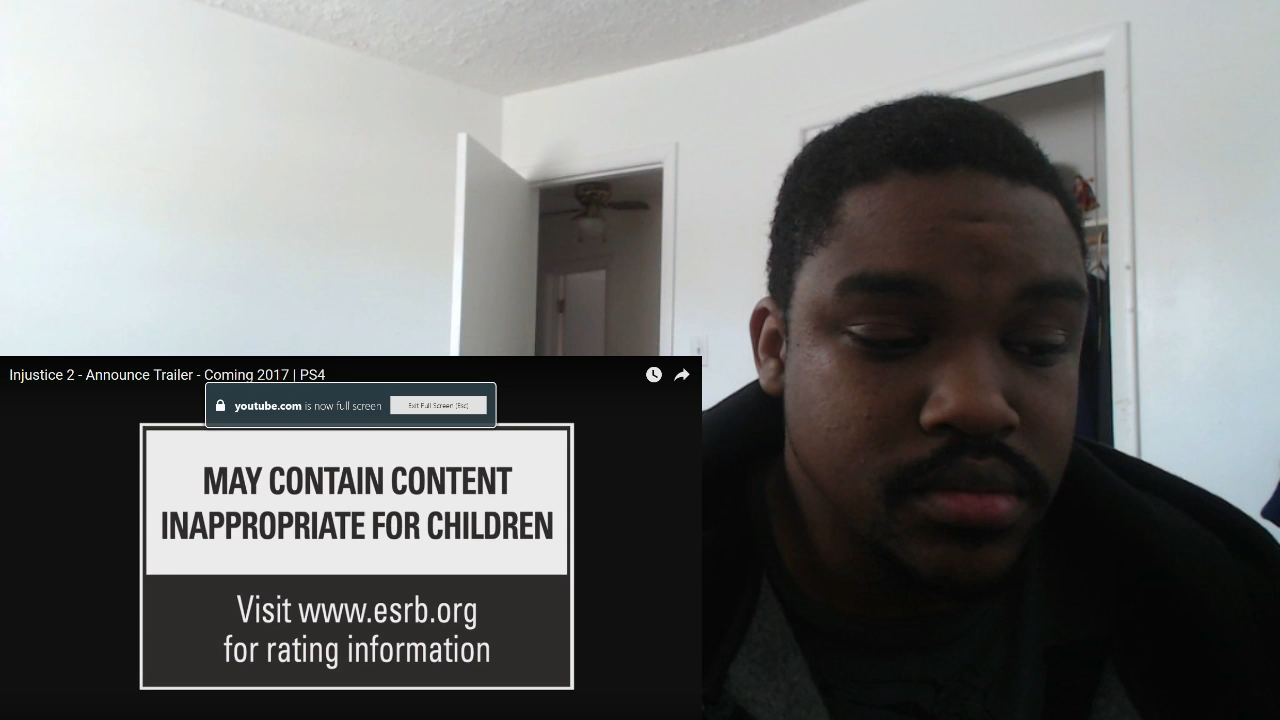 Injustice 2 - Announce Trailer - Coming 2017 | PS4
youtube.com is now full screen
Exit Full Screen (Esc)
MAY CONTAIN CONTENT
INAPPROPRIATE FOR CHILDREN
Visit www.esrb.org
for rating information